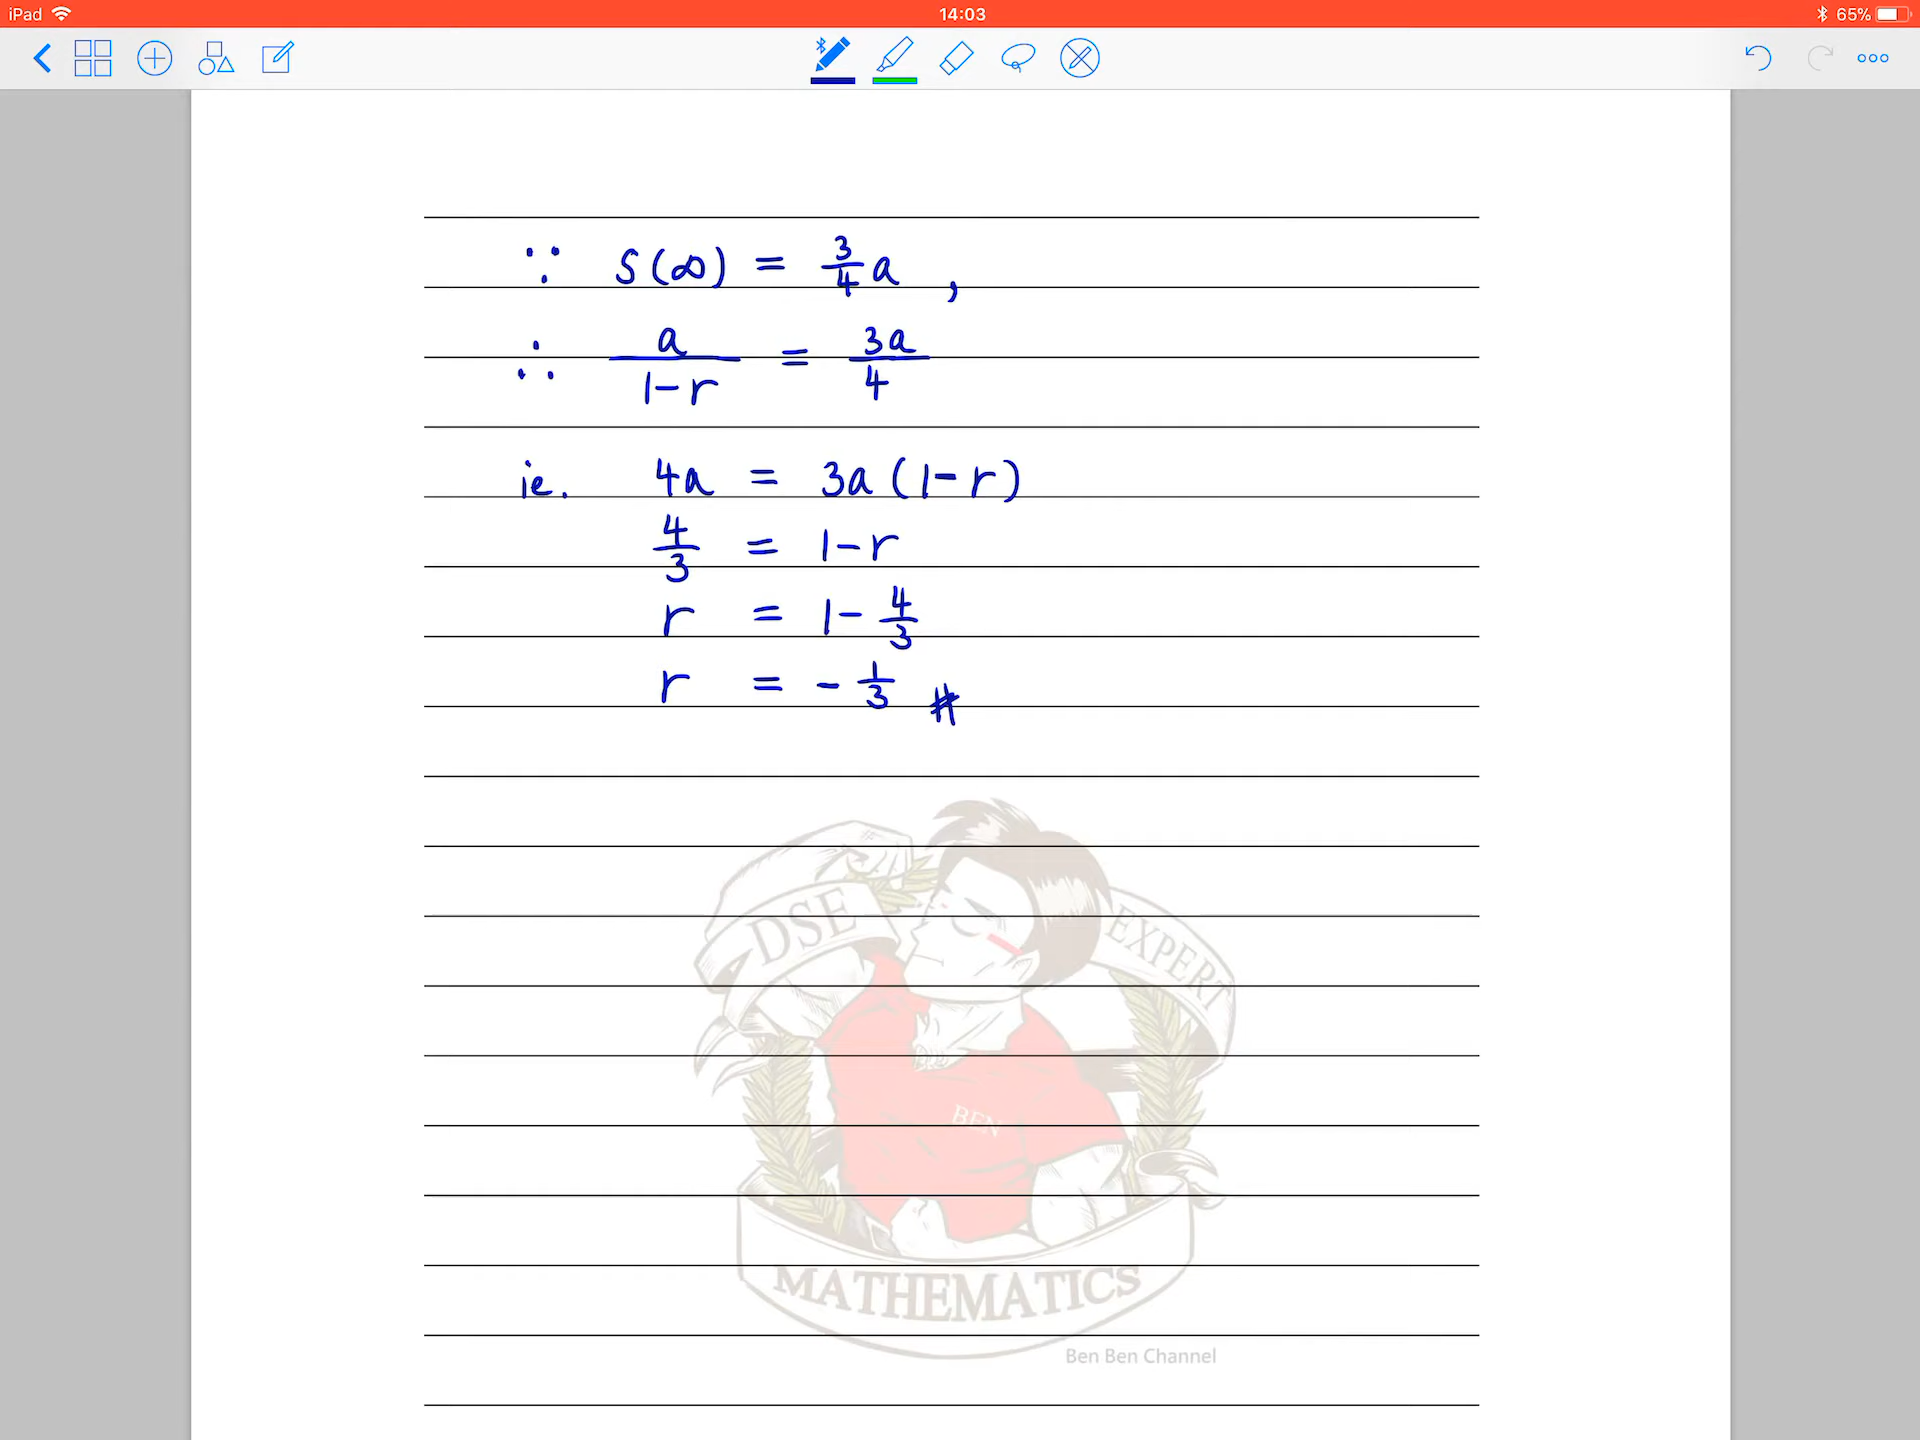 iPad 14:03 65%
∵ S(∞) = 3/4 a ,
∴ a/(1-r) = 3a/4
ie. 4a = 3a(1-r)
4/3 = 1-r
r = 1 - 4/3
r = - 1/3 #
DSE EXPERT
BEN
MATHEMATICS
Ben Ben Channel